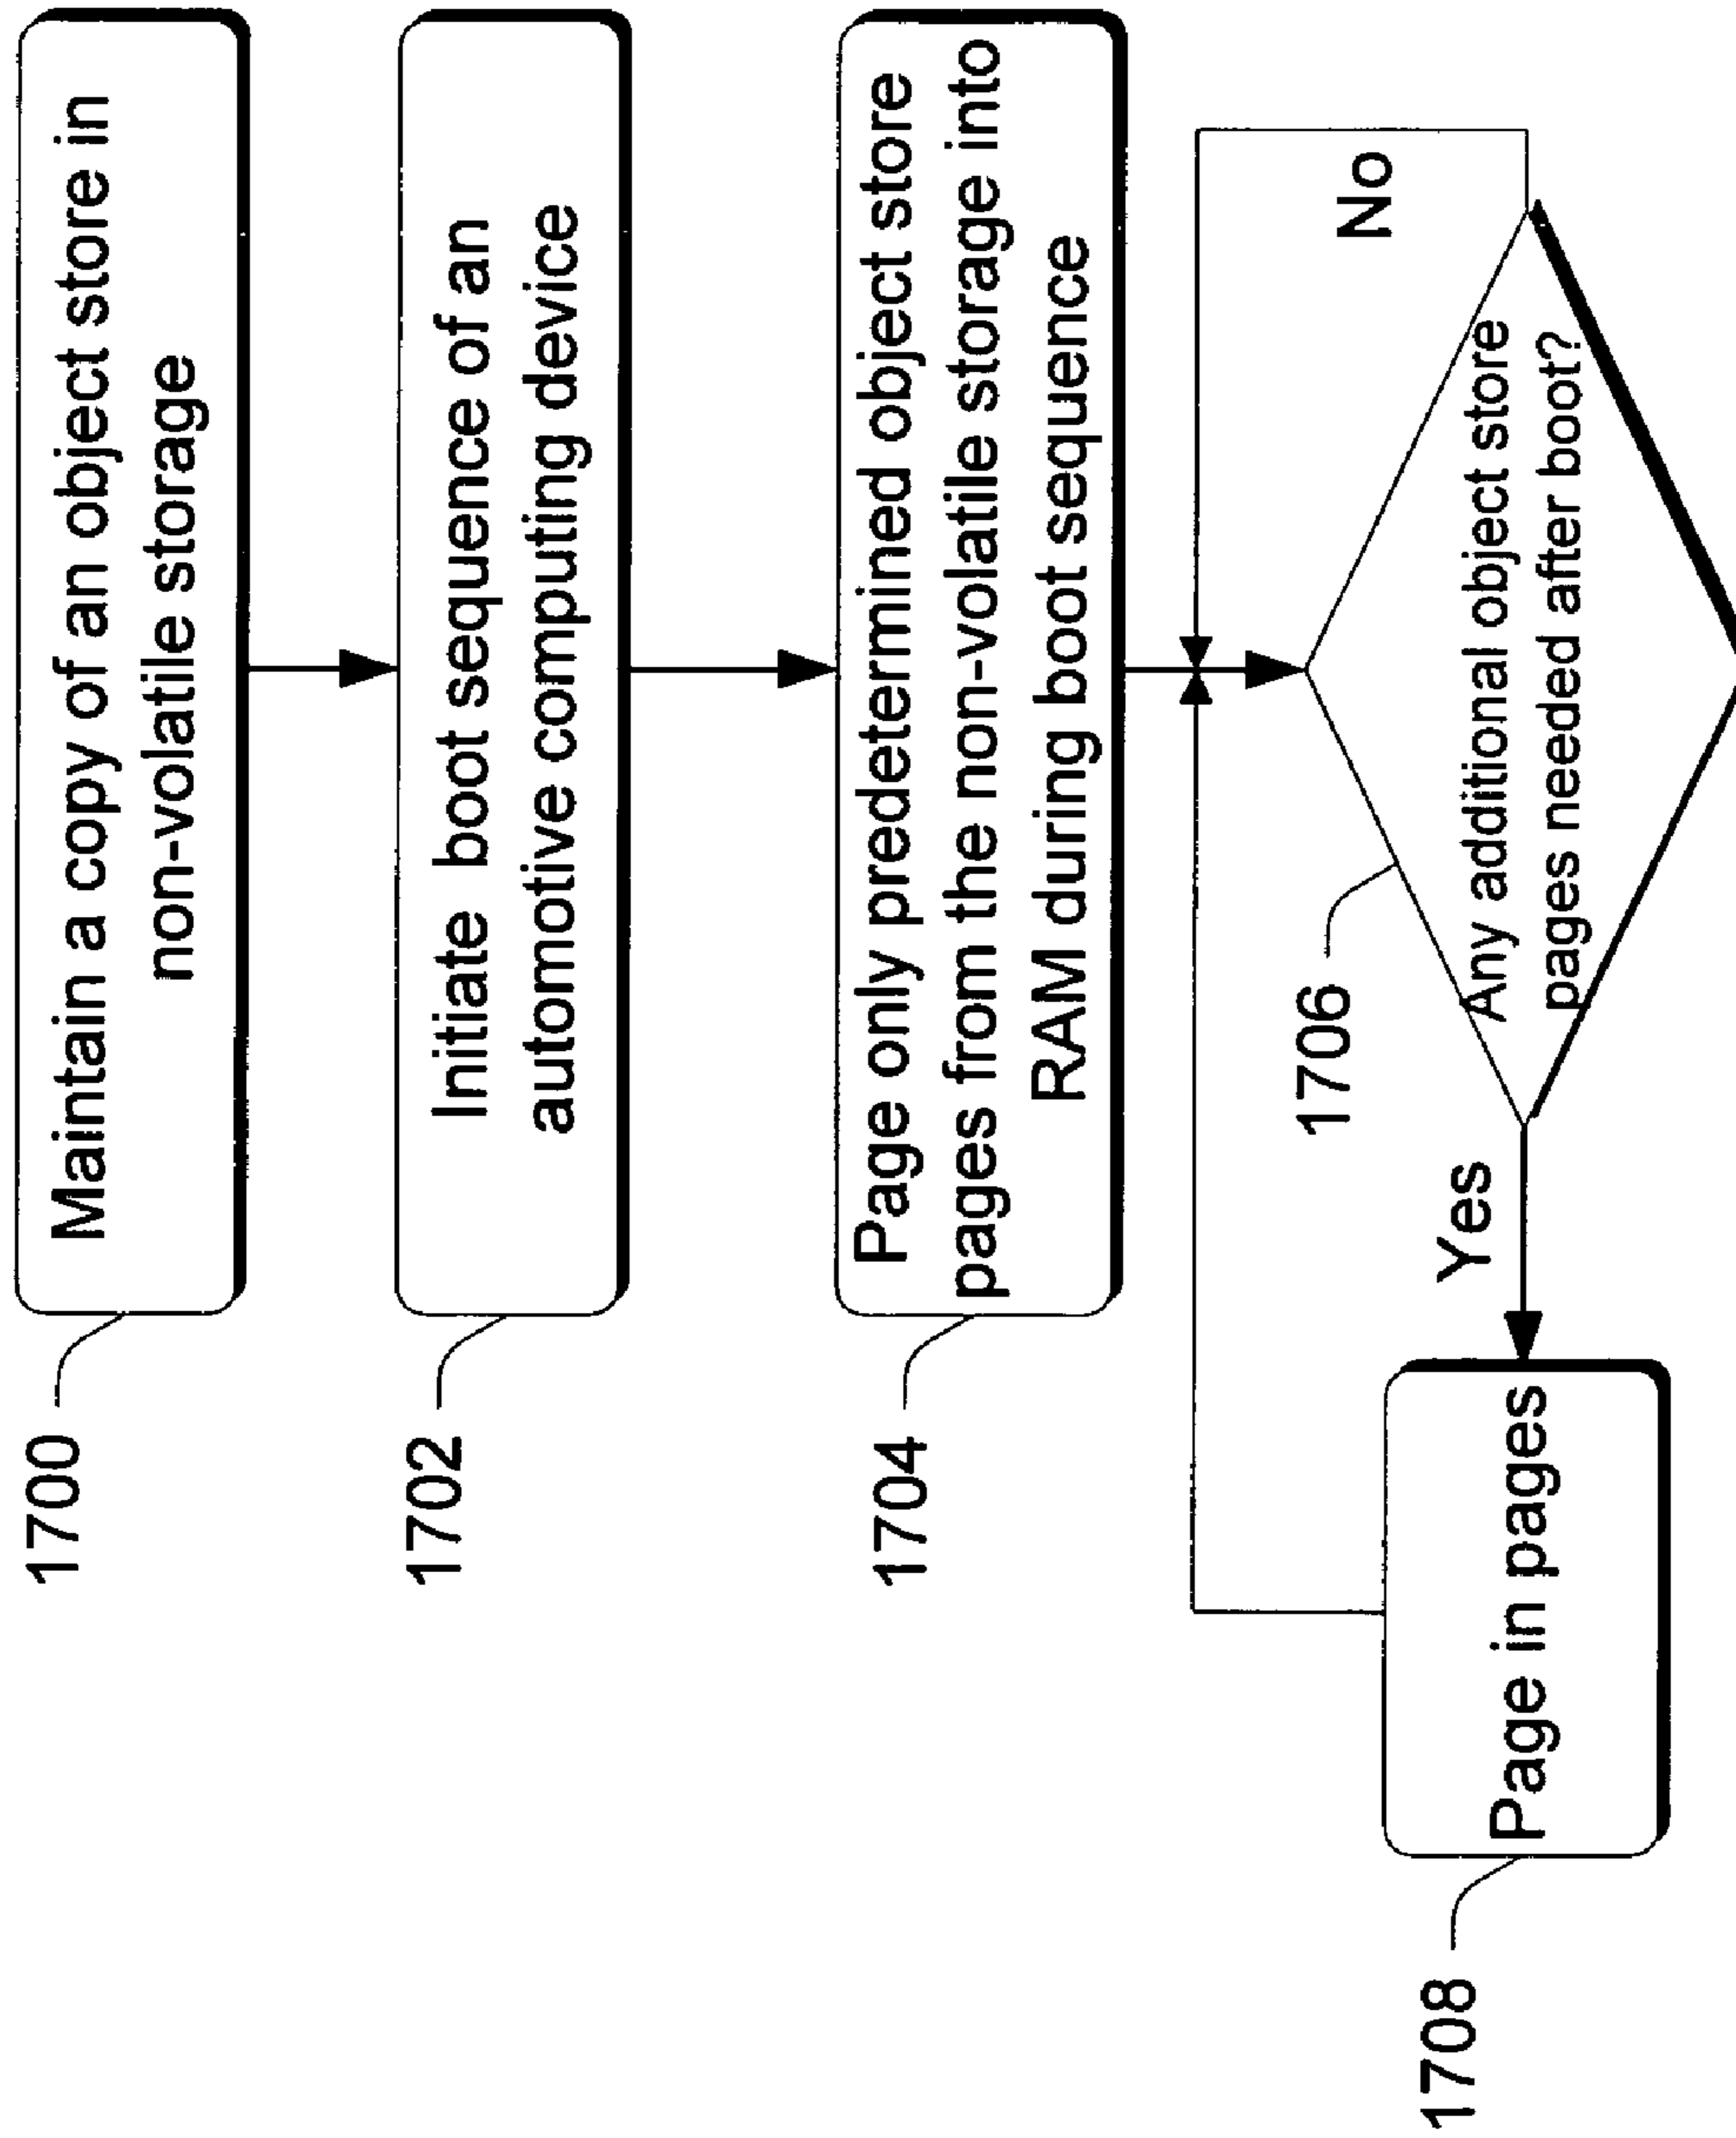 1700
Maintain a copy of an object store in
non-volatile storage
1702
Initiate boot sequence of an
automotive computing device
1704
Page only predetermined object store
pages from the non-volatile storage into
RAM during boot sequence
1706
Any additional object store
pages needed after boot?
No
Yes
1708
Page in pages